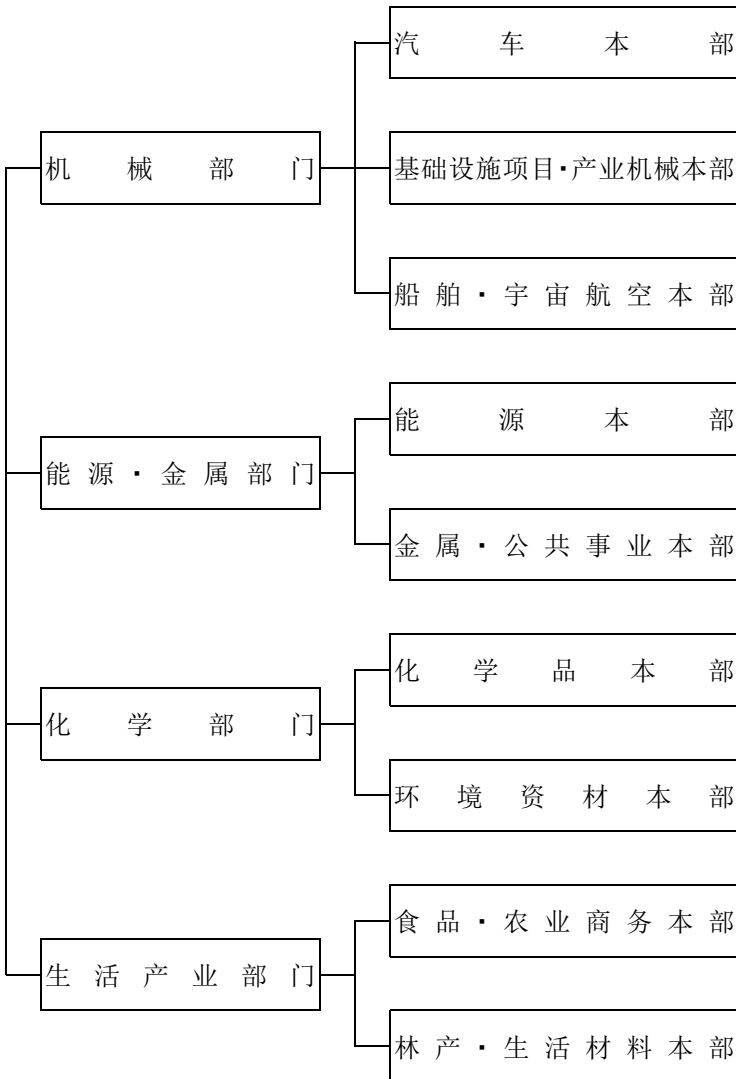 机械部门
汽车本部
基础设施项目·产业机械本部
船舶·宇宙航空本部
能源·金属部门
能源本部
金属·公共事业本部
化学部门
化学品本部
环境资材本部
生活产业部门
食品·农业商务本部
林产·生活材料本部